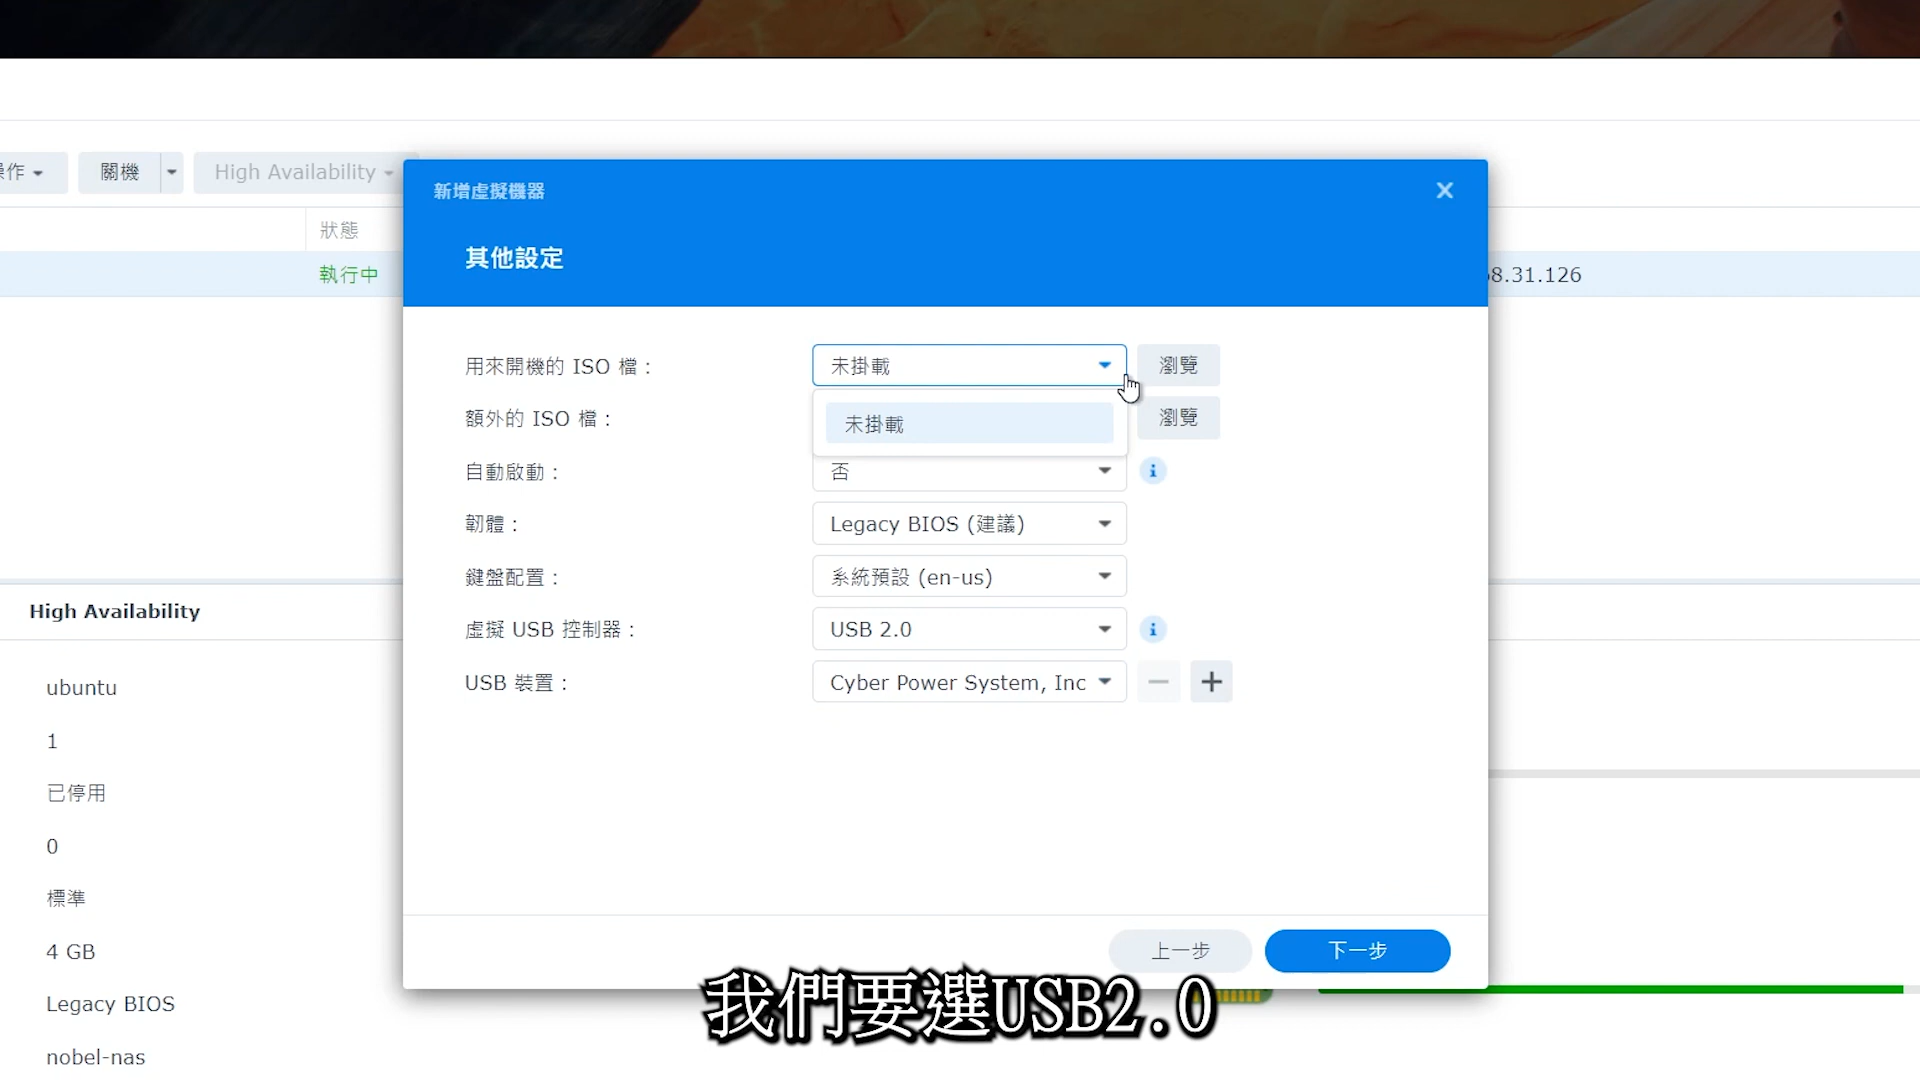 作
關機
High Availability
狀態
執行中
8.31.126
新增虛擬機器
其他設定
用來開機的 ISO 檔：
未掛載
瀏覽
未掛載
額外的 ISO 檔：
瀏覽
自動啟動：
否
韌體：
Legacy BIOS (建議)
鍵盤配置：
系統預設 (en-us)
虛擬 USB 控制器：
USB 2.0
USB 裝置：
Cyber Power System, Inc
上一步
下一步
High Availability
ubuntu
1
已停用
0
標準
4 GB
Legacy BIOS
nobel-nas
我們要選USB2.0